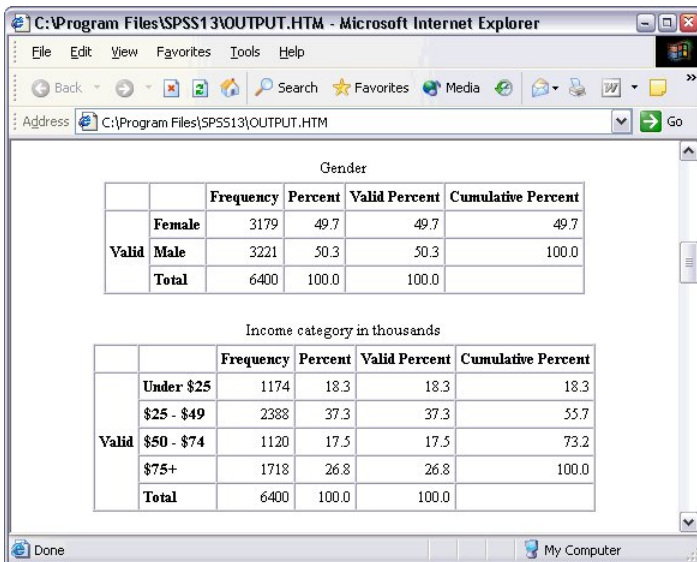 C:\Program Files\SPSS13\OUTPUT.HTM - Microsoft Internet Explorer
File Edit View Favorites Tools Help
Back Search Favorites Media »
Address C:\Program Files\SPSS13\OUTPUT.HTM Go
Gender
Frequency Percent Valid Percent Cumulative Percent
Female 3179 49.7 49.7 49.7
Valid Male 3221 50.3 50.3 100.0
Total 6400 100.0 100.0
Income category in thousands
Frequency Percent Valid Percent Cumulative Percent
Under $25 1174 18.3 18.3 18.3
$25 - $49 2388 37.3 37.3 55.7
Valid $50 - $74 1120 17.5 17.5 73.2
$75+ 1718 26.8 26.8 100.0
Total 6400 100.0 100.0
Done My Computer